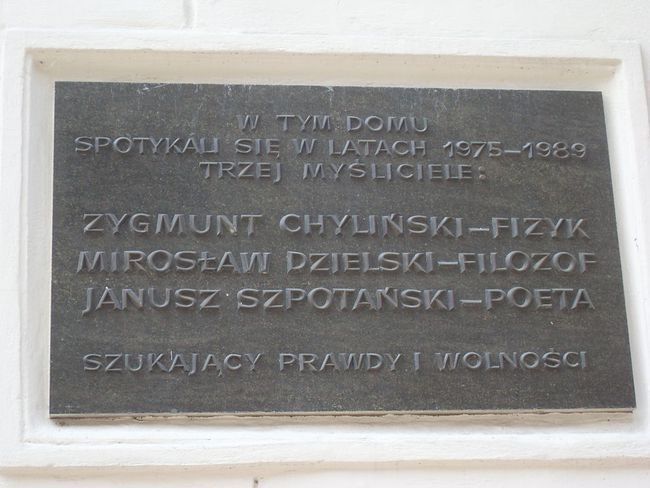 W TYM DOMU
SPOTYKALI SIĘ W LATACH 1975–1989
TRZEJ MYŚLICIELE:
ZYGMUNT CHYLIŃSKI–FIZYK
MIROSŁAW DZIELSKI–FILOZOF
JANUSZ SZPOTAŃSKI–POETA
SZUKAJĄCY PRAWDY I WOLNOŚCI